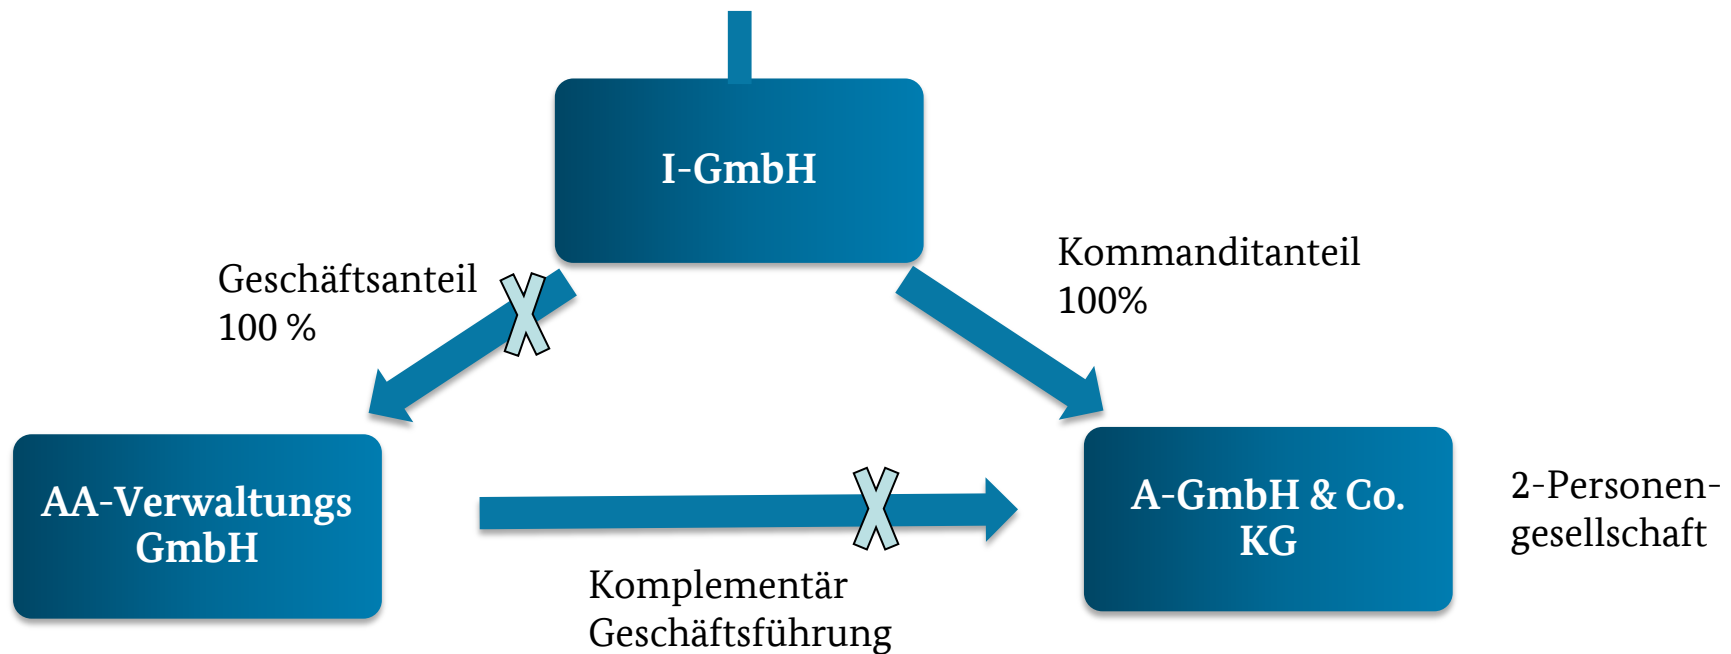 I-GmbH
Geschäftsanteil
100 %
Kommanditanteil
100%
AA-Verwaltungs
GmbH
Komplementär
Geschäftsführung
A-GmbH & Co.
KG
2-Personen-
gesellschaft